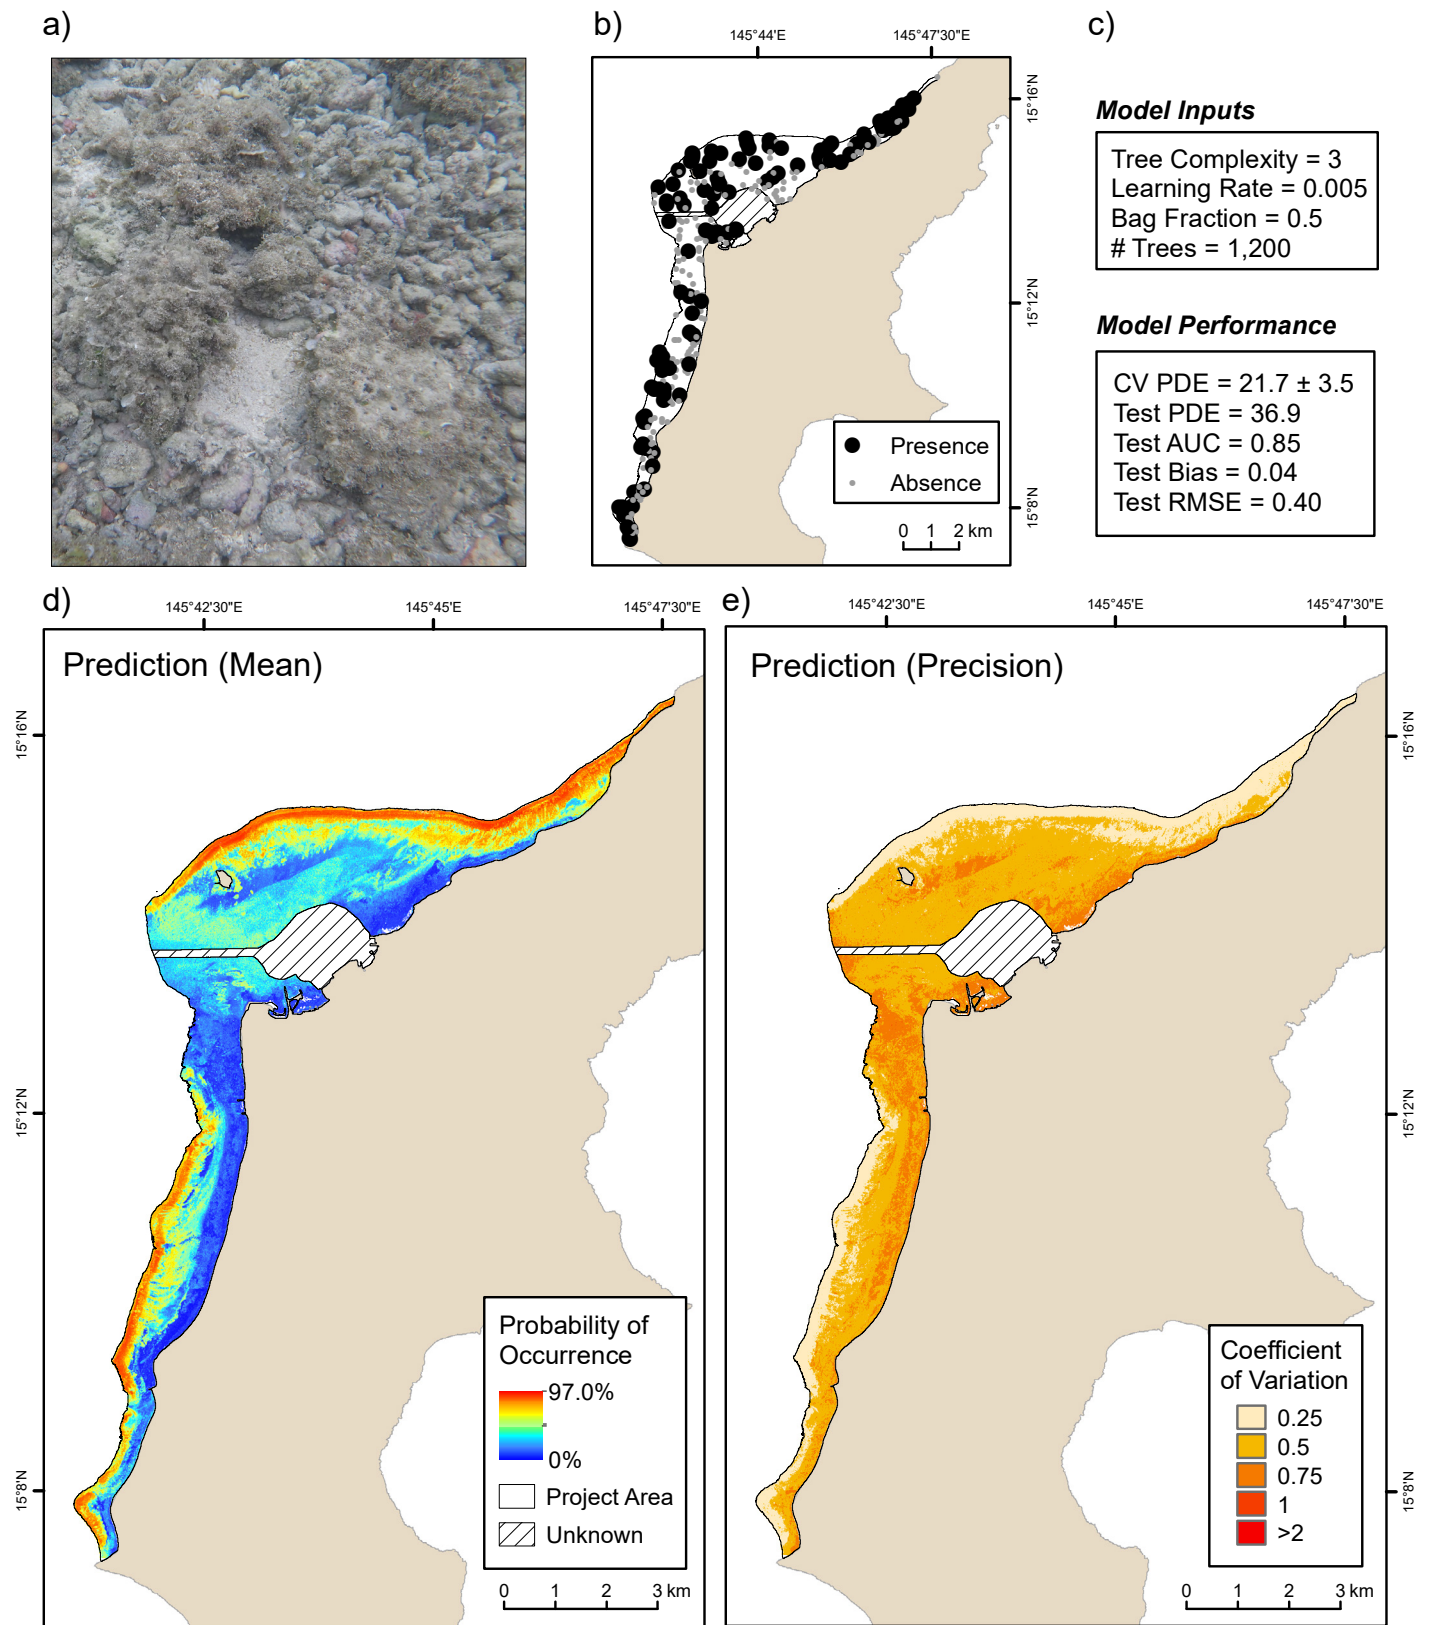 a)
b)
145°44'E
145°47'30"E
15°16'N
15°12'N
15°8'N
Presence
Absence
0 1 2 km
c)
Model Inputs
Tree Complexity = 3
Learning Rate = 0.005
Bag Fraction = 0.5
# Trees = 1,200
Model Performance
CV PDE = 21.7 ± 3.5
Test PDE = 36.9
Test AUC = 0.85
Test Bias = 0.04
Test RMSE = 0.40
d)
145°42'30"E
145°45'E
145°47'30"E
Prediction (Mean)
15°16'N
15°12'N
15°8'N
Probability of
Occurrence
97.0%
0%
Project Area
Unknown
0 1 2 3 km
e)
145°42'30"E
145°45'E
145°47'30"E
Prediction (Precision)
15°16'N
15°12'N
15°8'N
Coefficient
of Variation
0.25
0.5
0.75
1
>2
0 1 2 3 km